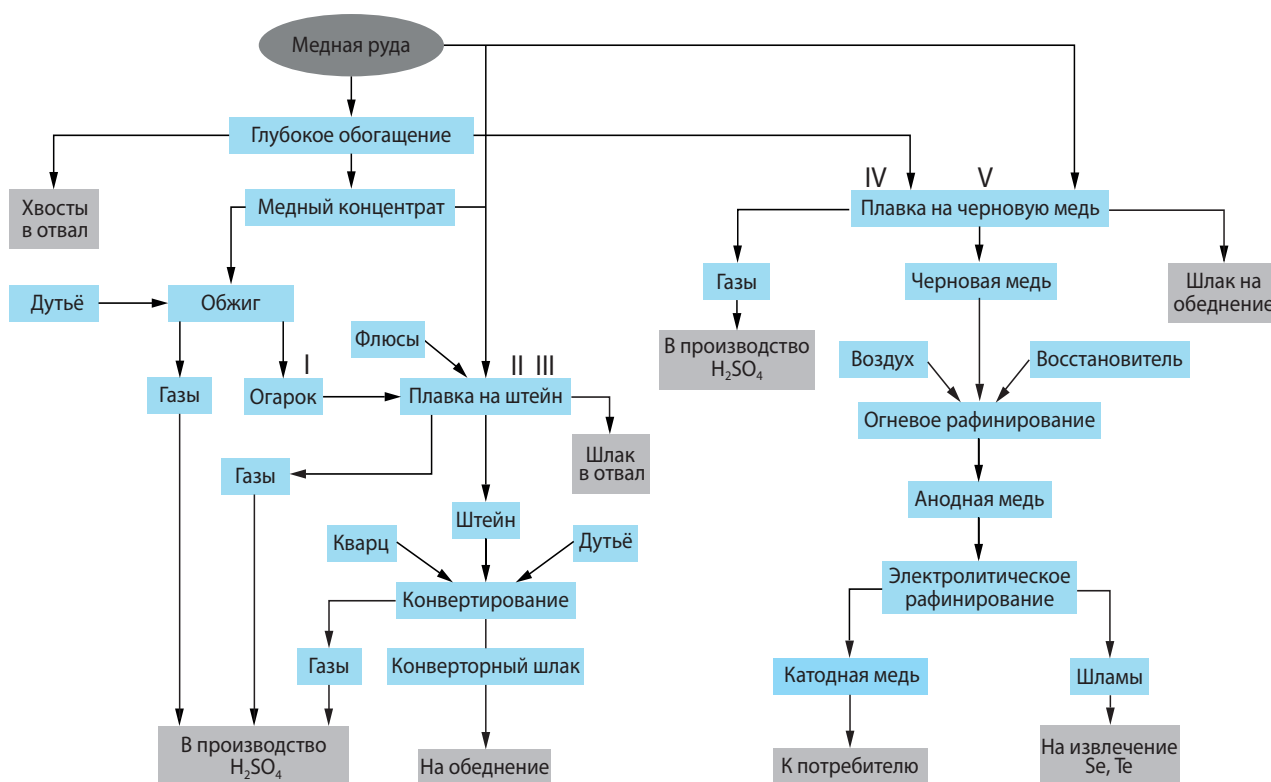 Медная руда
Глубокое обогащение
Хвосты
в отвал
Медный концентрат
IV
V
Плавка на черновую медь
Дутьё
Обжиг
Газы
Черновая медь
Шлак на
обеднение
Флюсы
В производство
H₂SO₄
Воздух
Восстановитель
I
II
III
Газы
Огарок
Плавка на штейн
Огневое рафинирование
Шлак
в отвал
Газы
Анодная медь
Штейн
Кварц
Дутьё
Электролитическое
рафинирование
Конвертирование
Газы
Конверторный шлак
Катодная медь
Шламы
В производство
H₂SO₄
На обеднение
К потребителю
На извлечение
Se, Te